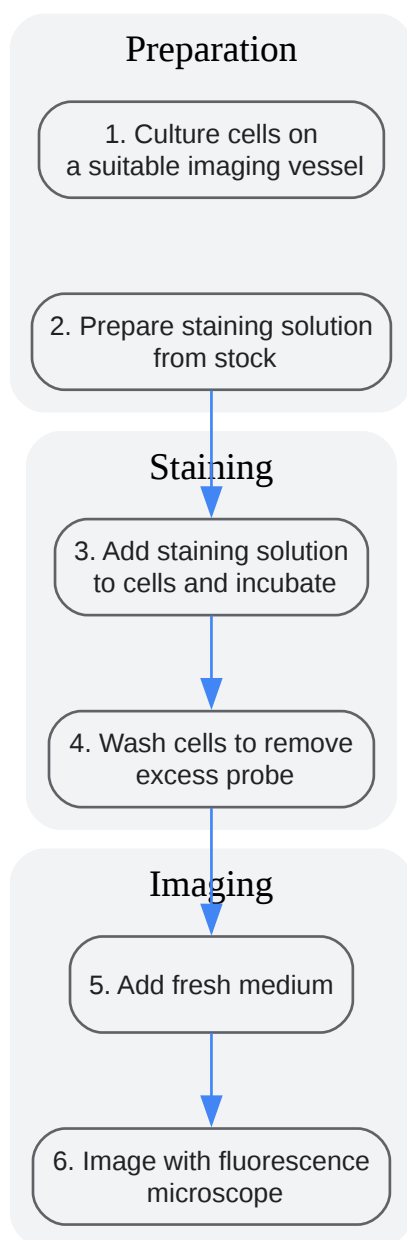 Preparation
1. Culture cells on
a suitable imaging vessel
2. Prepare staining solution
from stock
Staining
3. Add staining solution
to cells and incubate
4. Wash cells to remove
excess probe
Imaging
5. Add fresh medium
6. Image with fluorescence
microscope